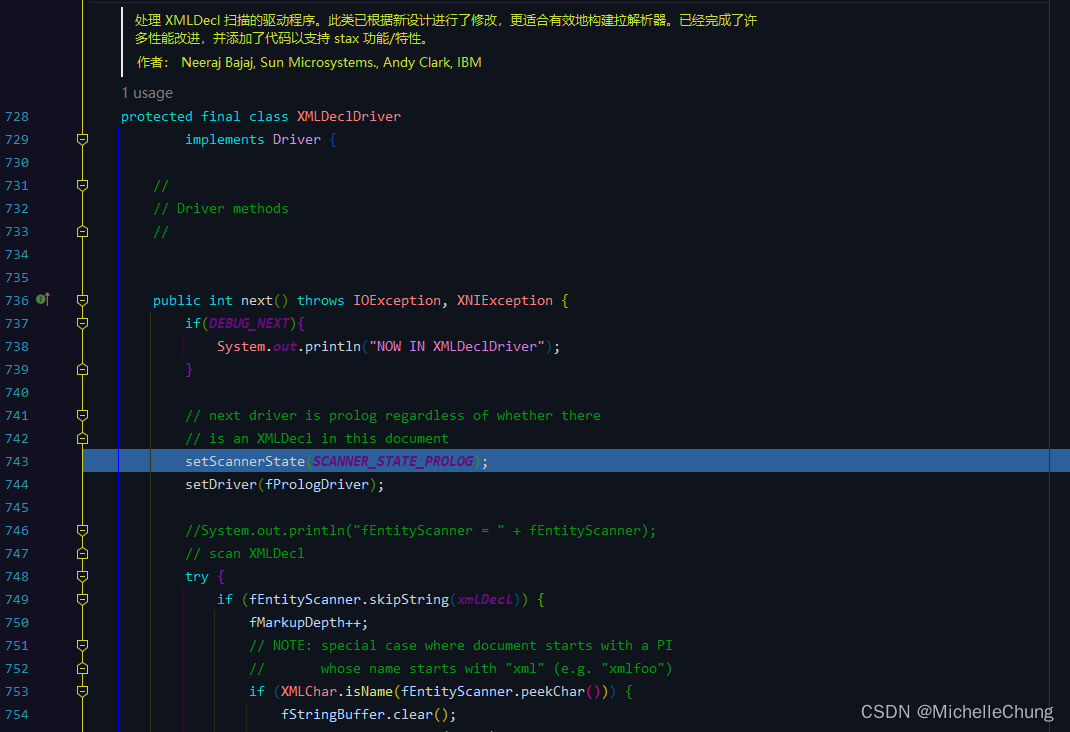 处理 XMLDecl 扫描的驱动程序。此类已根据新设计进行了修改，更适合有效地构建拉解析器。已经完成了许
多性能改进，并添加了代码以支持 stax 功能/特性。
作者： Neeraj Bajaj, Sun Microsystems., Andy Clark, IBM
1 usage
728 protected final class XMLDeclDriver
729 implements Driver {
730
731 //
732 // Driver methods
733 //
734
735
736 public int next() throws IOException, XNIException {
737 if(DEBUG_NEXT){
738 System.out.println("NOW IN XMLDeclDriver");
739 }
740
741 // next driver is prolog regardless of whether there
742 // is an XMLDecl in this document
743 setScannerState(SCANNER_STATE_PROLOG);
744 setDriver(fPrologDriver);
745
746 //System.out.println("fEntityScanner = " + fEntityScanner);
747 // scan XMLDecl
748 try {
749 if (fEntityScanner.skipString(xmlDecl)) {
750 fMarkupDepth++;
751 // NOTE: special case where document starts with a PI
752 // whose name starts with "xml" (e.g. "xmlfoo")
753 if (XMLChar.isName(fEntityScanner.peekChar())) {
754 fStringBuffer.clear();
CSDN @MichelleChung